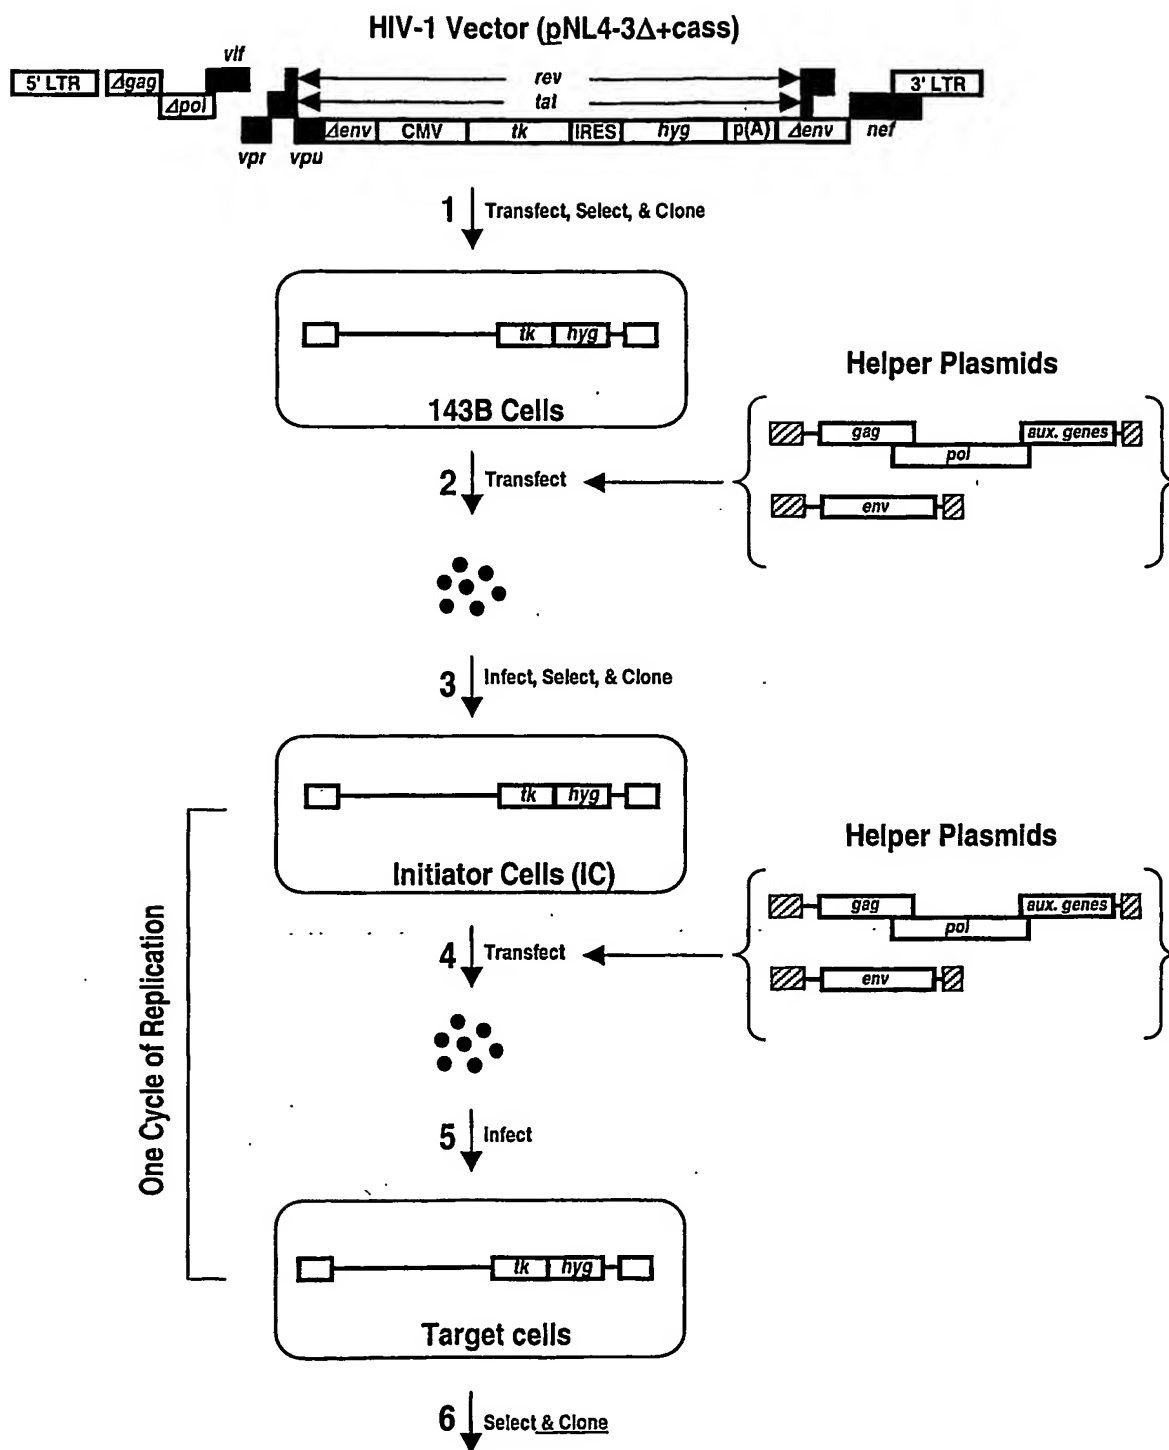 HIV-1 Vector (pNL4-3Δ+cass)
vif
5' LTR Δgag rev 3' LTR
Δpol tat
Δenv CMV tk IRES hyg p(A) Δenv nef
vpr vpu
1 Transfect, Select, & Clone
tk hyg
143B Cells
Helper Plasmids
gag aux. genes
pol
env
2 Transfect
3 Infect, Select, & Clone
tk hyg
Initiator Cells (IC)
Helper Plasmids
gag aux. genes
pol
env
4 Transfect
One Cycle of Replication
5 Infect
tk hyg
Target cells
6 Select & Clone